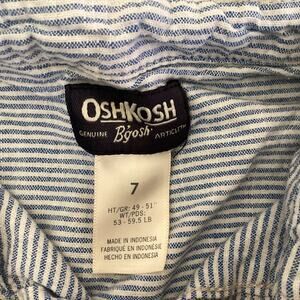 OSHKOSH
GENUINE B'gosh ARTICLE
7
HT/GR: 49 - 51"
WT/PDS:
53 - 59.5 LB
MADE IN INDONESIA
FABRIQUÉ EN INDONÉSIE
HECHO EN INDONESIA